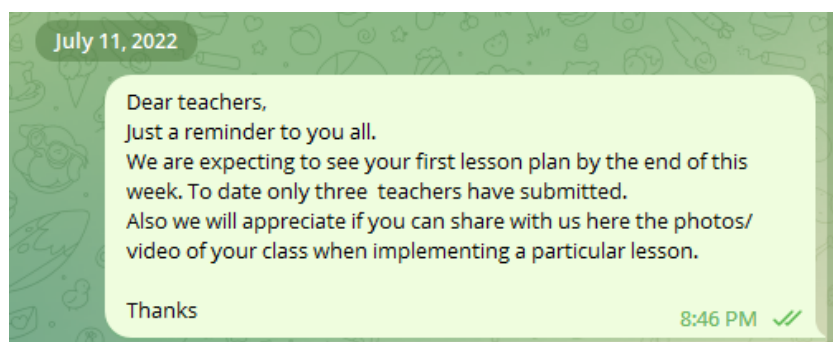 July 11, 2022
Dear teachers,
Just a reminder to you all.
We are expecting to see your first lesson plan by the end of this
week. To date only three  teachers have submitted.
Also we will appreciate if you can share with us here the photos/
video of your class when implementing a particular lesson.
Thanks
8:46 PM